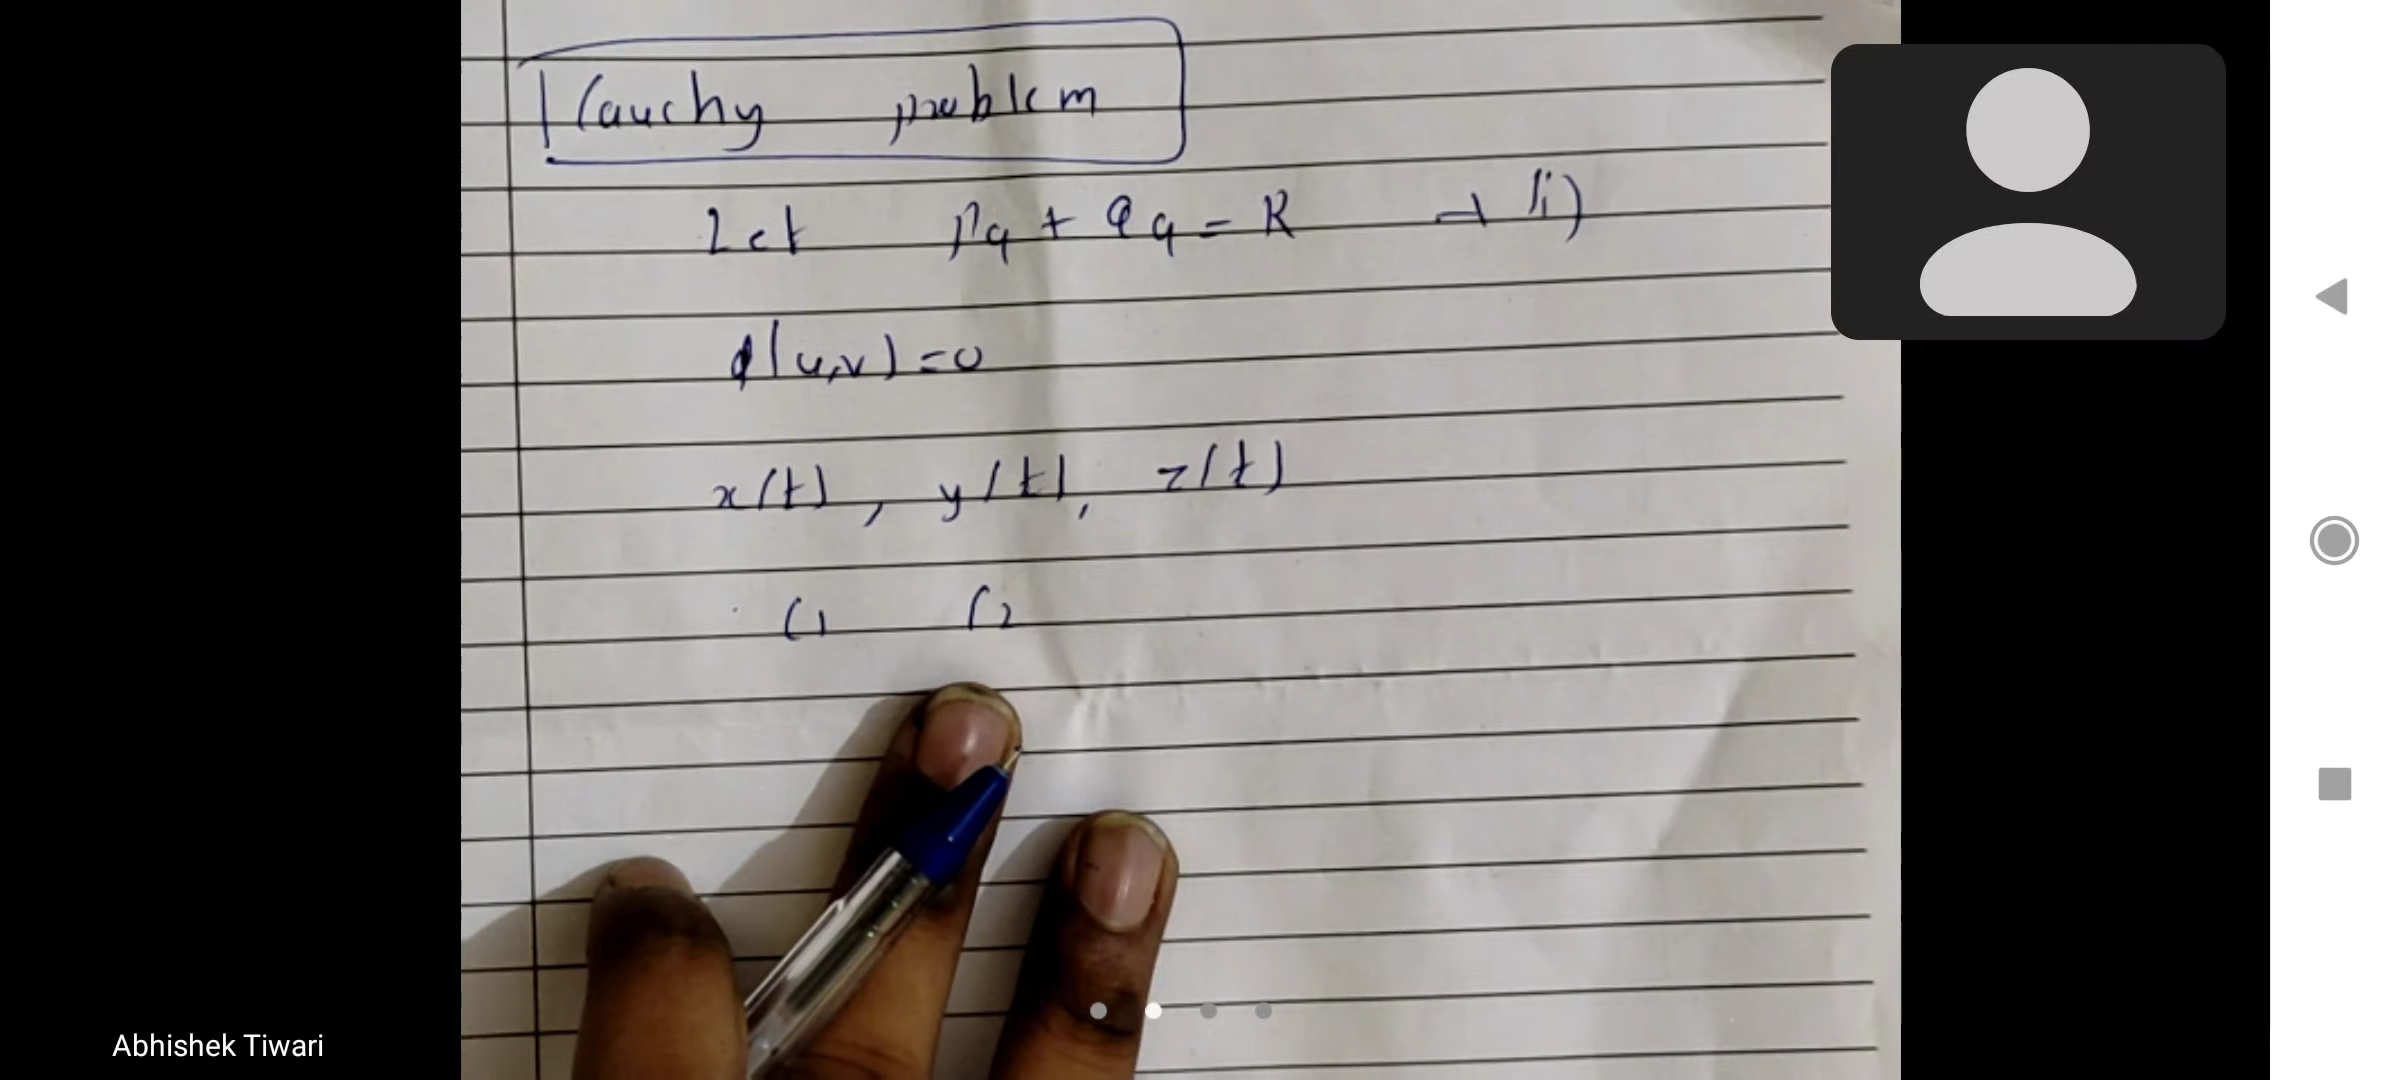 Cauchy problem
Let Pq + Qq = R → (i)
ϕ(u,v) = 0
x(t), y(t), z(t)
C1 C2
Abhishek Tiwari